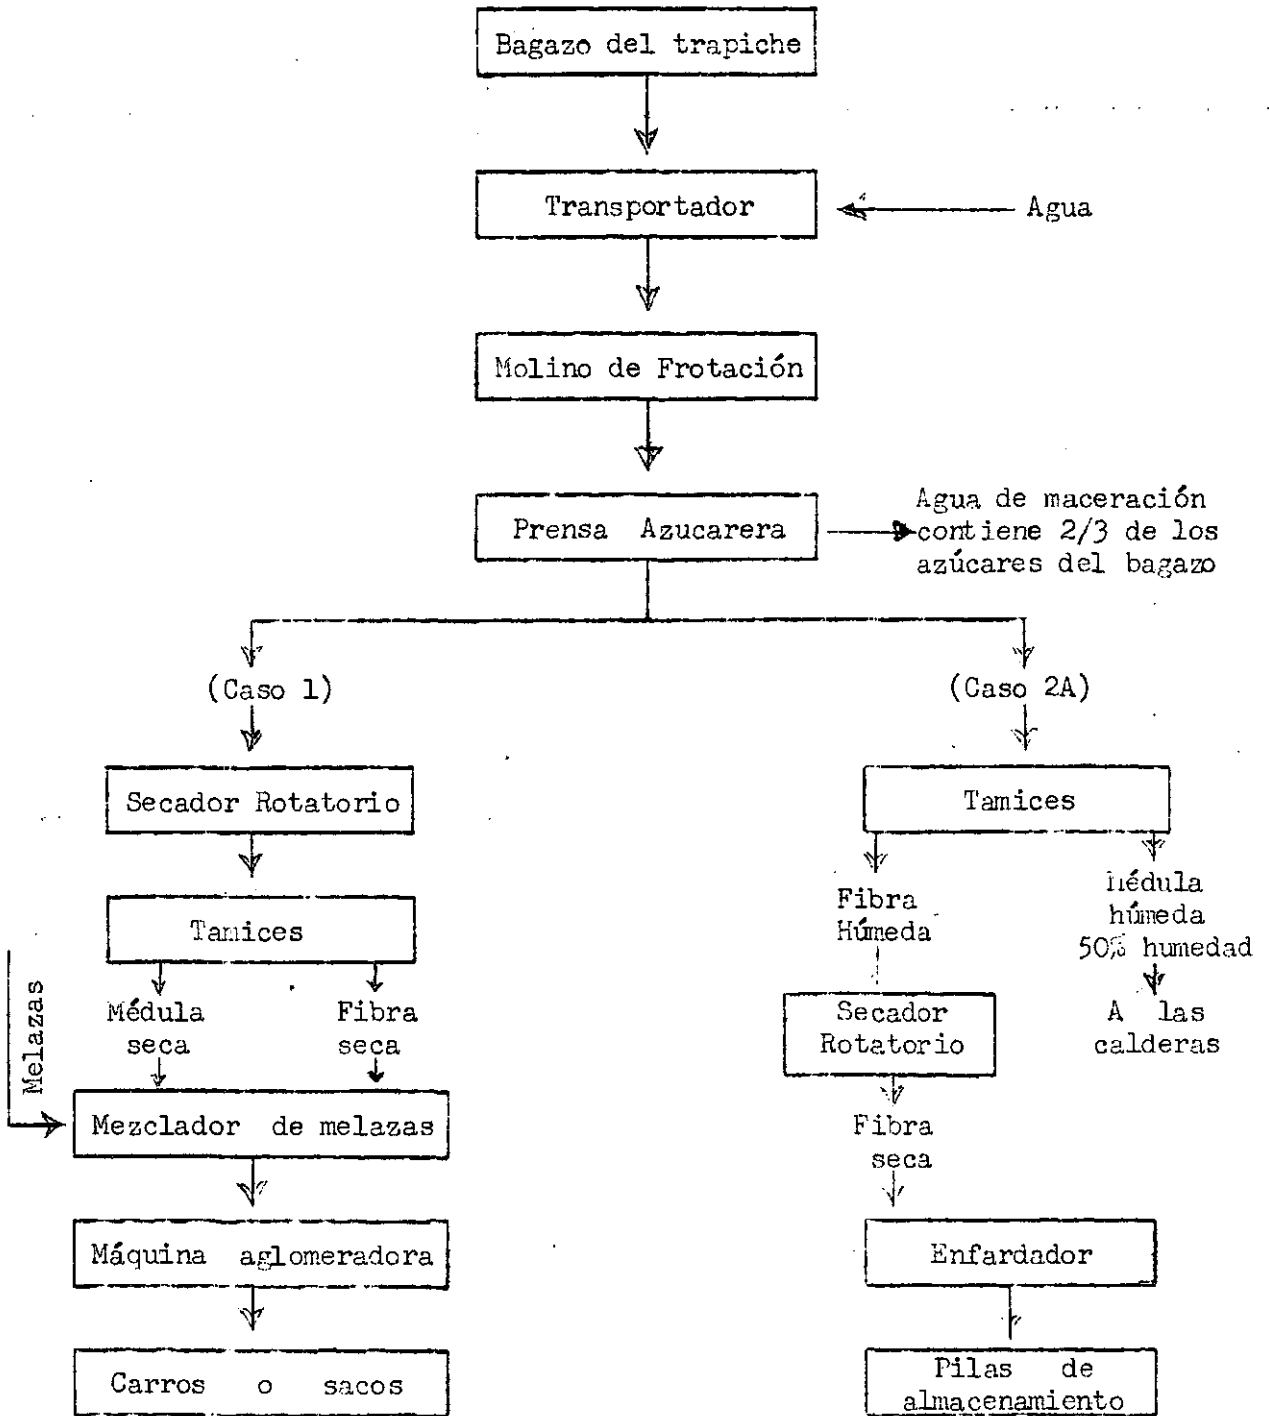 Bagazo del trapiche
Transportador
Agua
Molino de Frotación
Prensa Azucarera
Agua de maceración
contiene 2/3 de los
azúcares del bagazo
(Caso 1)
Secador Rotatorio
Tamices
Médula
seca
Fibra
seca
Melazas
Mezclador de melazas
Máquina aglomeradora
Carros o sacos
(Caso 2A)
Tamices
Fibra
Húmeda
Médula
húmeda
50% humedad
A las
calderas
Secador
Rotatorio
Fibra
seca
Enfardador
Pilas de
almacenamiento